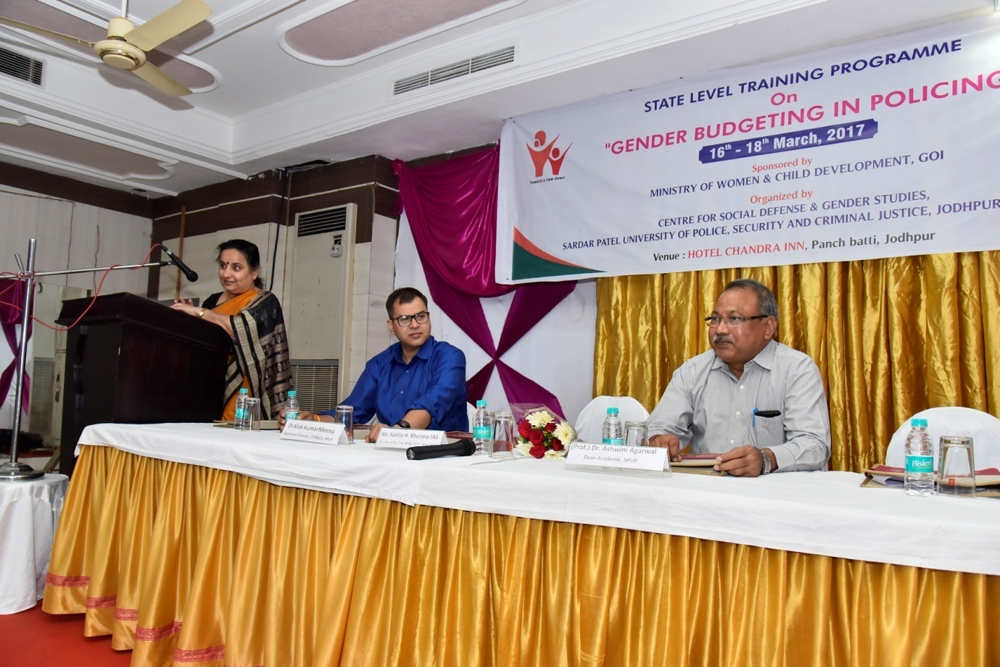 STATE LEVEL TRAINING PROGRAMME
On
"GENDER BUDGETING IN POLICING
16th - 18th March, 2017
Sponsored by
MINISTRY OF WOMEN & CHILD DEVELOPMENT, GOI
Organized by
CENTRE FOR SOCIAL DEFENSE & GENDER STUDIES,
SARDAR PATEL UNIVERSITY OF POLICE, SECURITY AND CRIMINAL JUSTICE, JODHPUR
Venue : HOTEL CHANDRA INN, Panch batti, Jodhpur
Toward a new dawn
Dr Alok KumarMeena
Additional Director, CSD&GS, SPUP
Ms. Sunita H. Khurana IAS
(Prof.) Dr. Ashwini Agarwal
Dean Academic, SPUP
Bisleri
Bisleri